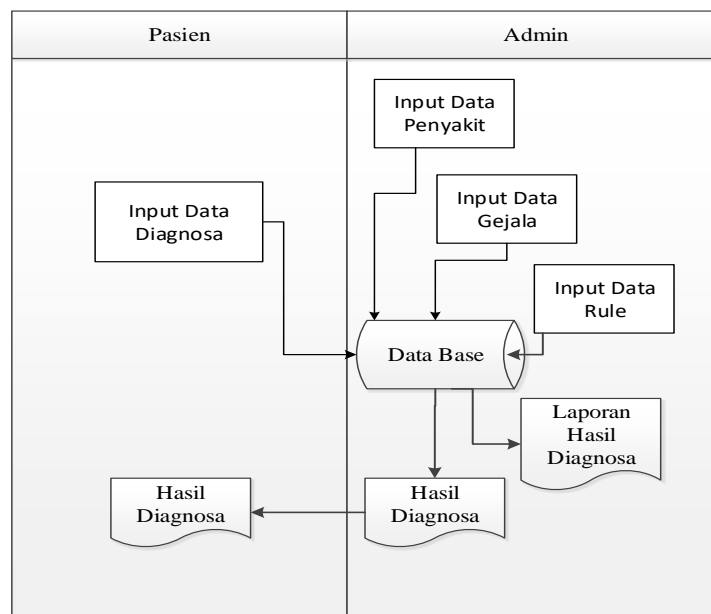 Pasien
Admin
Input Data
Penyakit
Input Data
Diagnosa
Input Data
Gejala
Input Data
Rule
Data Base
Laporan
Hasil
Diagnosa
Hasil
Diagnosa
Hasil
Diagnosa